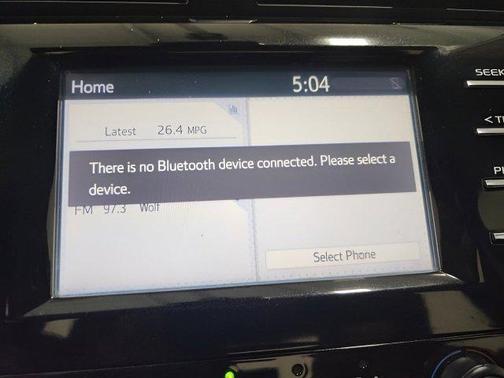 Home 5:04
SEEK
Latest 26.4 MPG
There is no Bluetooth device connected. Please select a
device.
FM 97.3 Wolf
Select Phone